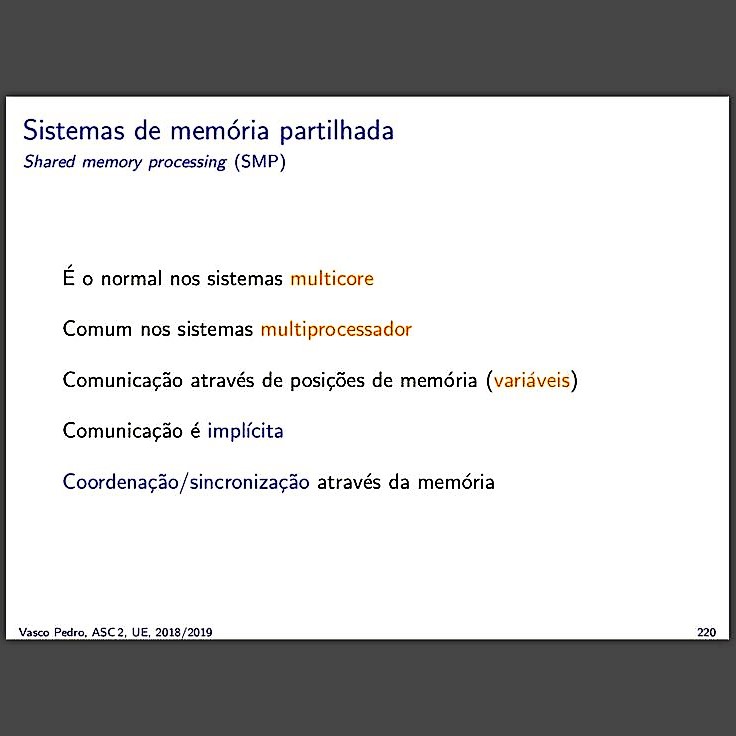 Sistemas de memória partilhada
Shared memory processing (SMP)
É o normal nos sistemas multicore
Comum nos sistemas multiprocessador
Comunicação através de posições de memória (variáveis)
Comunicação é implícita
Coordenação/sincronização através da memória
Vasco Pedro, ASC 2, UE, 2018/2019
220